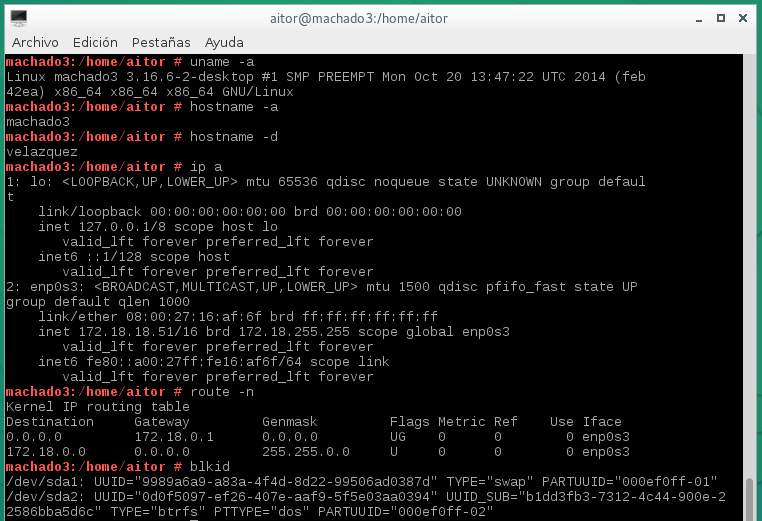 aitor@machado3:/home/aitor
Archivo Edición Pestañas Ayuda
machado3:/home/aitor # uname -a
Linux machado3 3.16.6-2-desktop #1 SMP PREEMPT Mon Oct 20 13:47:22 UTC 2014 (feb
42ea) x86_64 x86_64 x86_64 GNU/Linux
machado3:/home/aitor # hostname -a
machado3
machado3:/home/aitor # hostname -d
velazquez
machado3:/home/aitor # ip a
1: lo: <LOOPBACK,UP,LOWER_UP> mtu 65536 qdisc noqueue state UNKNOWN group defaul
t
    link/loopback 00:00:00:00:00:00 brd 00:00:00:00:00:00
    inet 127.0.0.1/8 scope host lo
       valid_lft forever preferred_lft forever
    inet6 ::1/128 scope host
       valid_lft forever preferred_lft forever
2: enp0s3: <BROADCAST,MULTICAST,UP,LOWER_UP> mtu 1500 qdisc pfifo_fast state UP
group default qlen 1000
    link/ether 08:00:27:16:af:6f brd ff:ff:ff:ff:ff:ff
    inet 172.18.18.51/16 brd 172.18.255.255 scope global enp0s3
       valid_lft forever preferred_lft forever
    inet6 fe80::a00:27ff:fe16:af6f/64 scope link
       valid_lft forever preferred_lft forever
machado3:/home/aitor # route -n
Kernel IP routing table
Destination     Gateway         Genmask         Flags Metric Ref    Use Iface
0.0.0.0         172.18.0.1      0.0.0.0         UG    0      0        0 enp0s3
172.18.0.0      0.0.0.0         255.255.0.0     U     0      0        0 enp0s3
machado3:/home/aitor # blkid
/dev/sda1: UUID="9989a6a9-a83a-4f4d-8d22-99506ad0387d" TYPE="swap" PARTUUID="000ef0ff-01"
/dev/sda2: UUID="0d0f5097-ef26-407e-aaf9-5f5e03aa0394" UUID_SUB="b1dd3fb3-7312-4c44-900e-2
2586bba5d6c" TYPE="btrfs" PTTYPE="dos" PARTUUID="000ef0ff-02"